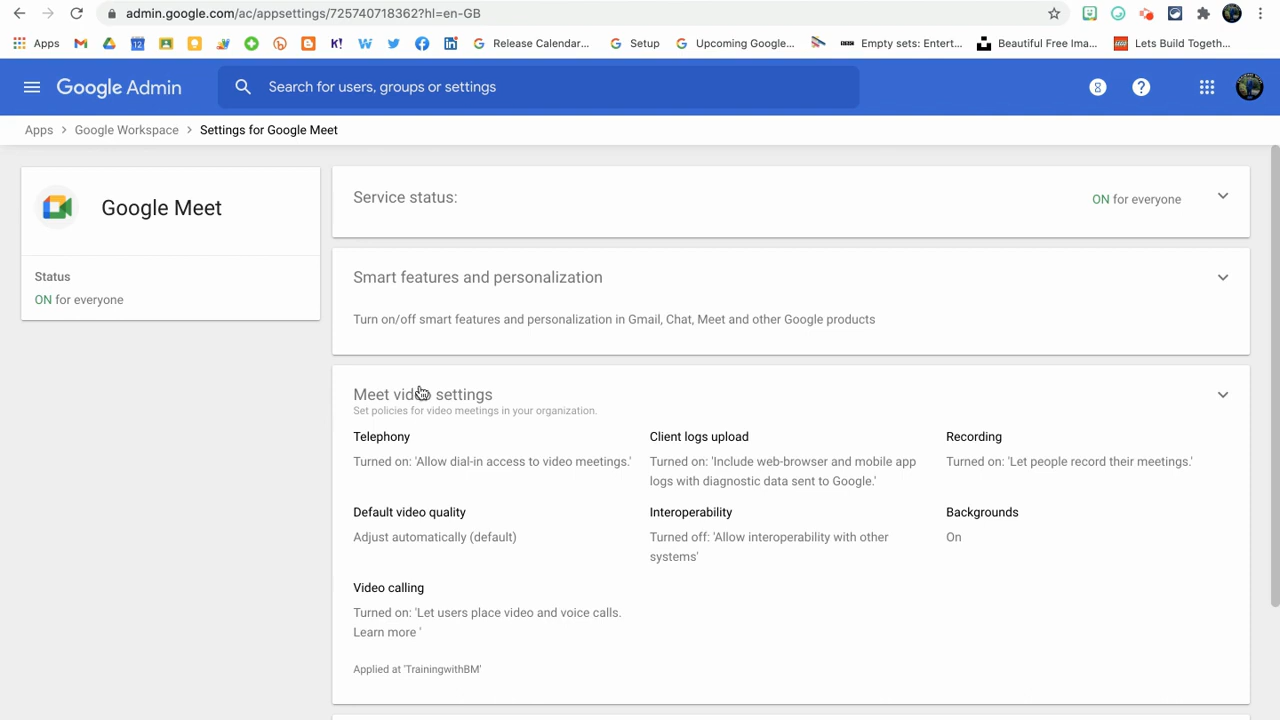 admin.google.com/ac/appsettings/725740718362?hl=en-GB
Apps
Release Calendar...
Setup
Upcoming Google...
Empty sets: Entert...
Beautiful Free Ima...
Lets Build Togeth...
Google Admin
Search for users, groups or settings
Apps > Google Workspace > Settings for Google Meet
Google Meet
Status
ON for everyone
Service status:
ON for everyone
Smart features and personalization
Turn on/off smart features and personalization in Gmail, Chat, Meet and other Google products
Meet video settings
Set policies for video meetings in your organization.
Telephony
Turned on: 'Allow dial-in access to video meetings.'
Client logs upload
Turned on: 'Include web-browser and mobile app
logs with diagnostic data sent to Google.'
Recording
Turned on: 'Let people record their meetings.'
Default video quality
Adjust automatically (default)
Interoperability
Turned off: 'Allow interoperability with other
systems'
Backgrounds
On
Video calling
Turned on: 'Let users place video and voice calls.
Learn more '
Applied at 'TrainingwithBM'